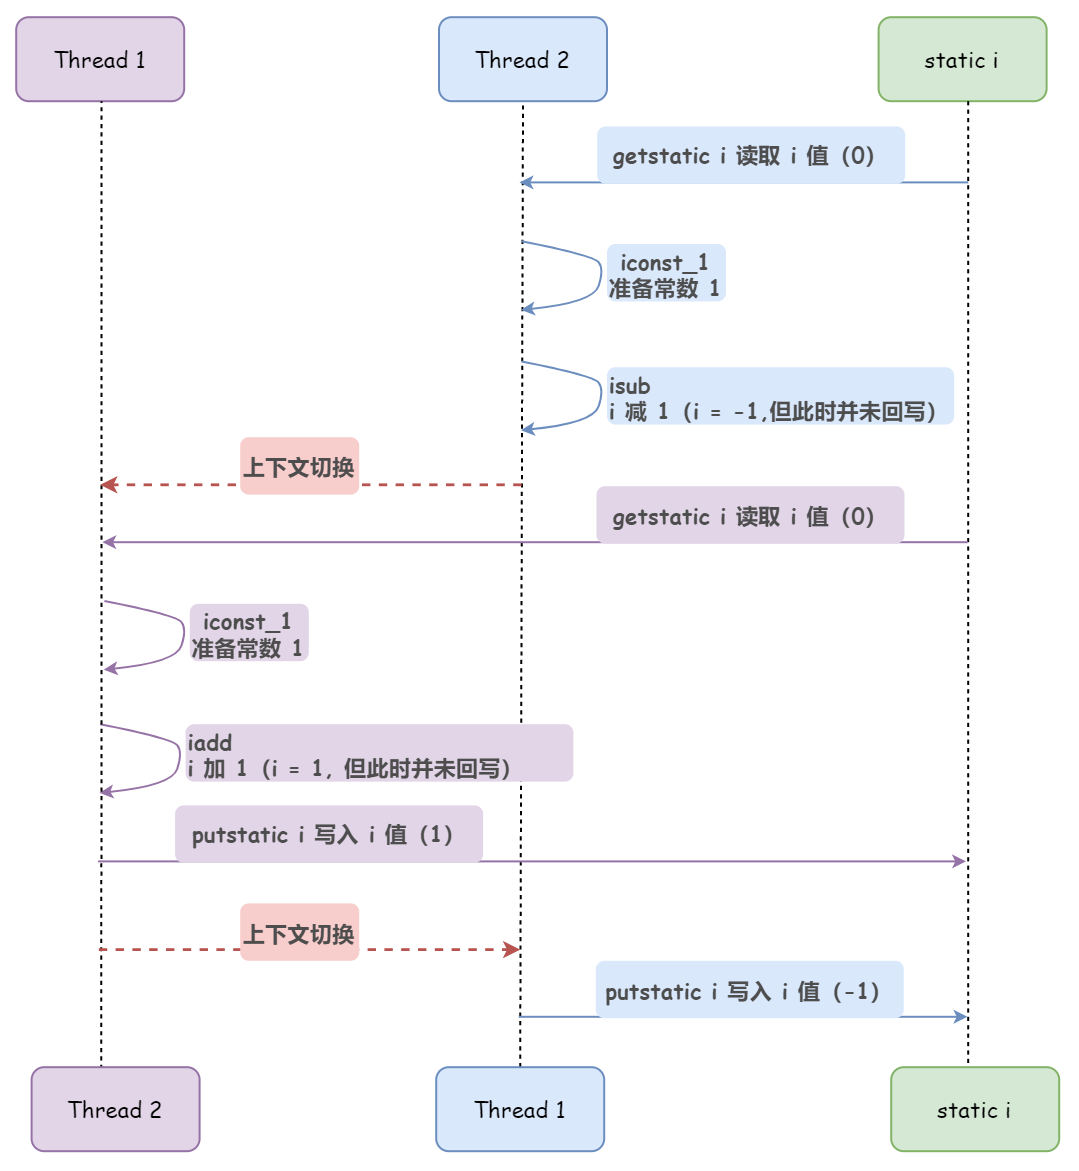 Thread 1
Thread 2
static i
getstatic i 读取 i 值（0）
iconst_1
准备常数 1
isub
i 减 1（i = -1,但此时并未回写）
上下文切换
getstatic i 读取 i 值（0）
iconst_1
准备常数 1
iadd
i 加 1（i = 1, 但此时并未回写）
putstatic i 写入 i 值（1）
上下文切换
putstatic i 写入 i 值（-1）
Thread 2
Thread 1
static i